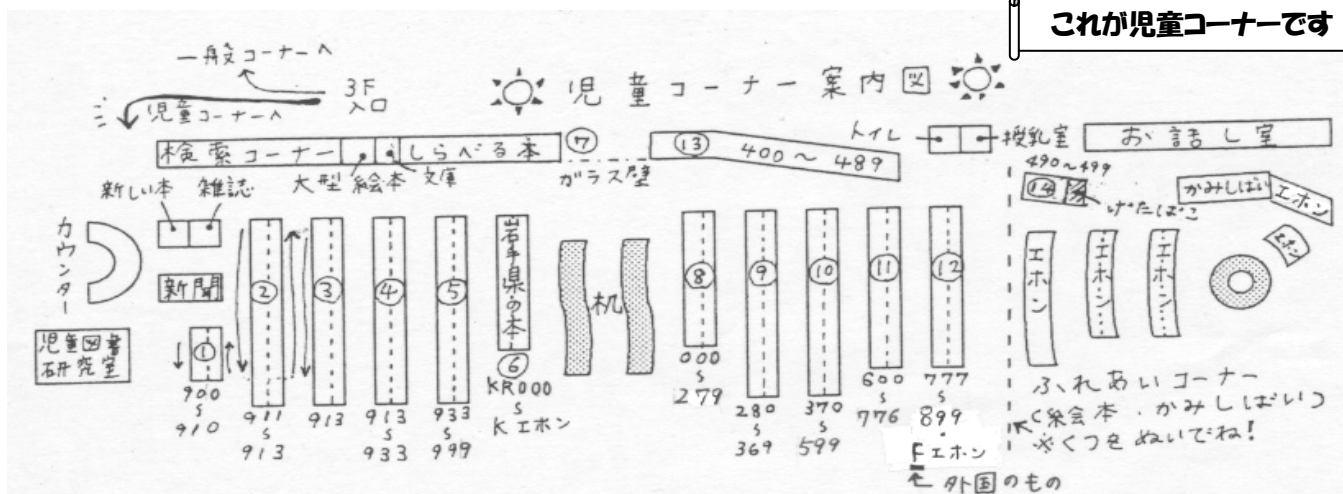 これが児童コーナーです
一般コーナーへ
3F
入口
児童コーナーへ
児童コーナー案内図
検索コーナー
しらべる本
⑰
⑬
400～489
トイレ
授乳室
お話し室
新しい本
雑誌
大型絵本
文庫
ガラス壁
490～499
⑭
げたばこ
かみしばい
エホン
カウンター
新聞
児童図書
研究室
①
900
～
910
②
911
～
913
③
913
④
913
～
933
⑤
933
～
999
岩手県の本
⑥
KR000
～
Kエホン
机
⑧
000
～
279
⑨
280
～
369
⑩
370
～
599
⑪
600
～
776
⑫
777
～
899
・
Fエホン
外国のもの
エホン
エホン
エホン
ふれあいコーナー
(絵本.かみしばい)
※くつをぬいでね!